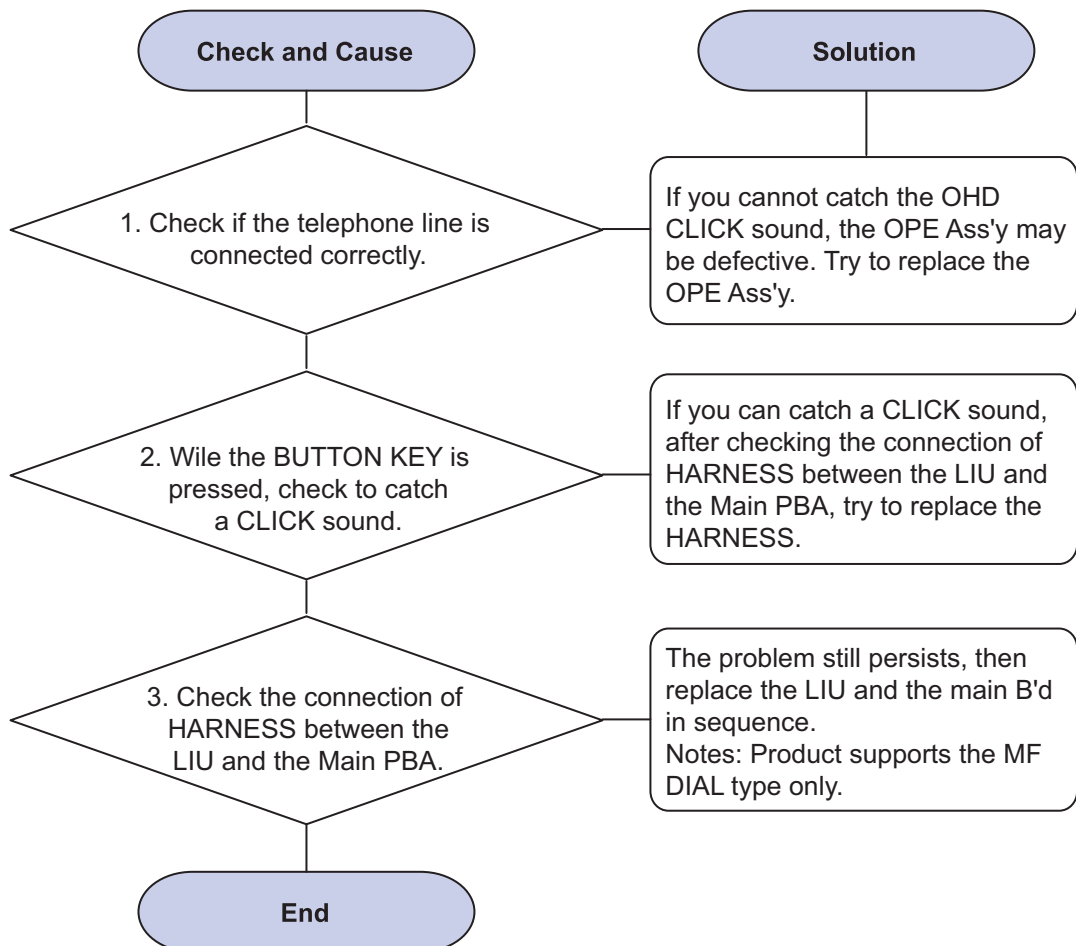 Check and Cause
Solution
1. Check if the telephone line is
connected correctly.
If you cannot catch the OHD
CLICK sound, the OPE Ass'y may
be defective. Try to replace the
OPE Ass'y.
2. Wile the BUTTON KEY is
pressed, check to catch
a CLICK sound.
If you can catch a CLICK sound,
after checking the connection of
HARNESS between the LIU and
the Main PBA, try to replace the
HARNESS.
3. Check the connection of
HARNESS between the
LIU and the Main PBA.
The problem still persists, then
replace the LIU and the main B'd
in sequence.
Notes: Product supports the MF
DIAL type only.
End